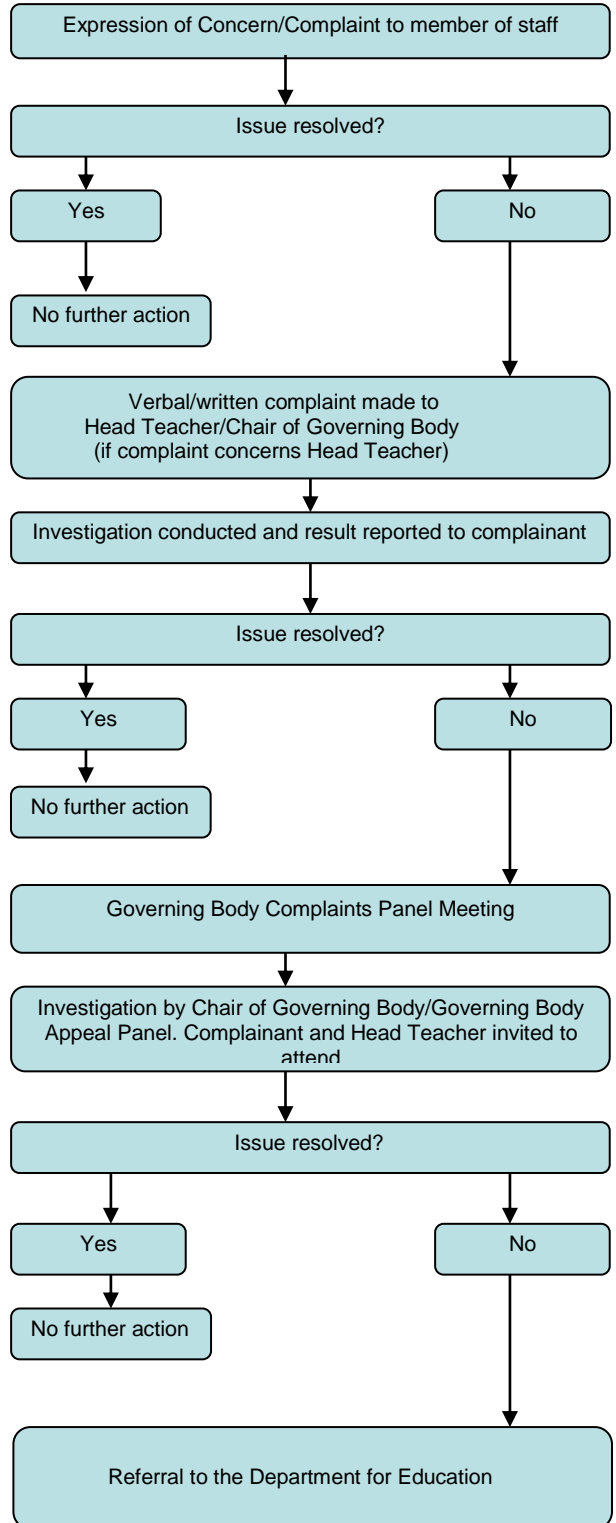 Expression of Concern/Complaint to member of staff
Issue resolved?
Yes
No
No further action
Verbal/written complaint made to
Head Teacher/Chair of Governing Body
(if complaint concerns Head Teacher)
Investigation conducted and result reported to complainant
Issue resolved?
Yes
No
No further action
Governing Body Complaints Panel Meeting
Investigation by Chair of Governing Body/Governing Body
Appeal Panel. Complainant and Head Teacher invited to
attend
Issue resolved?
Yes
No
No further action
Referral to the Department for Education